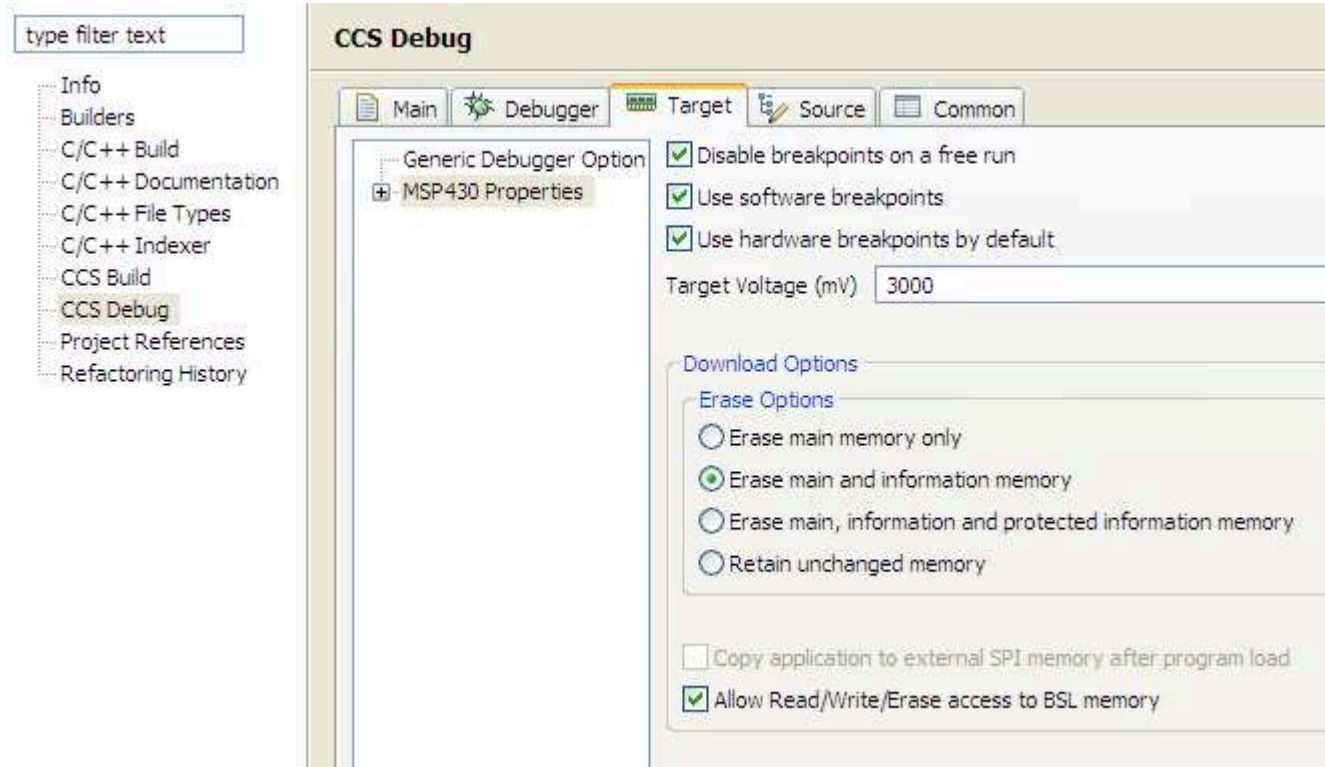 type filter text
Info
Builders
C/C++ Build
C/C++ Documentation
C/C++ File Types
C/C++ Indexer
CCS Build
CCS Debug
Project References
Refactoring History
CCS Debug
Main
Debugger
Target
Source
Common
Generic Debugger Option
MSP430 Properties
Disable breakpoints on a free run
Use software breakpoints
Use hardware breakpoints by default
Target Voltage (mV) 3000
Download Options
Erase Options
Erase main memory only
Erase main and information memory
Erase main, information and protected information memory
Retain unchanged memory
Copy application to external SPI memory after program load
Allow Read/Write/Erase access to BSL memory